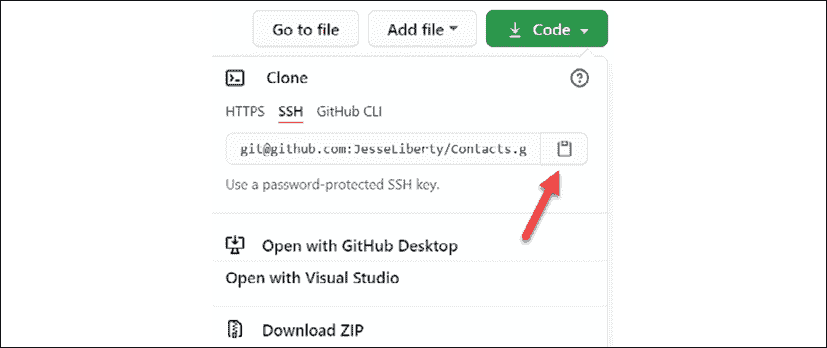 Go to file Add file Code
Clone
HTTPS SSH GitHub CLI
git@github.com:JesseLiberty/Contacts.g
Use a password-protected SSH key.
Open with GitHub Desktop
Open with Visual Studio
Download ZIP